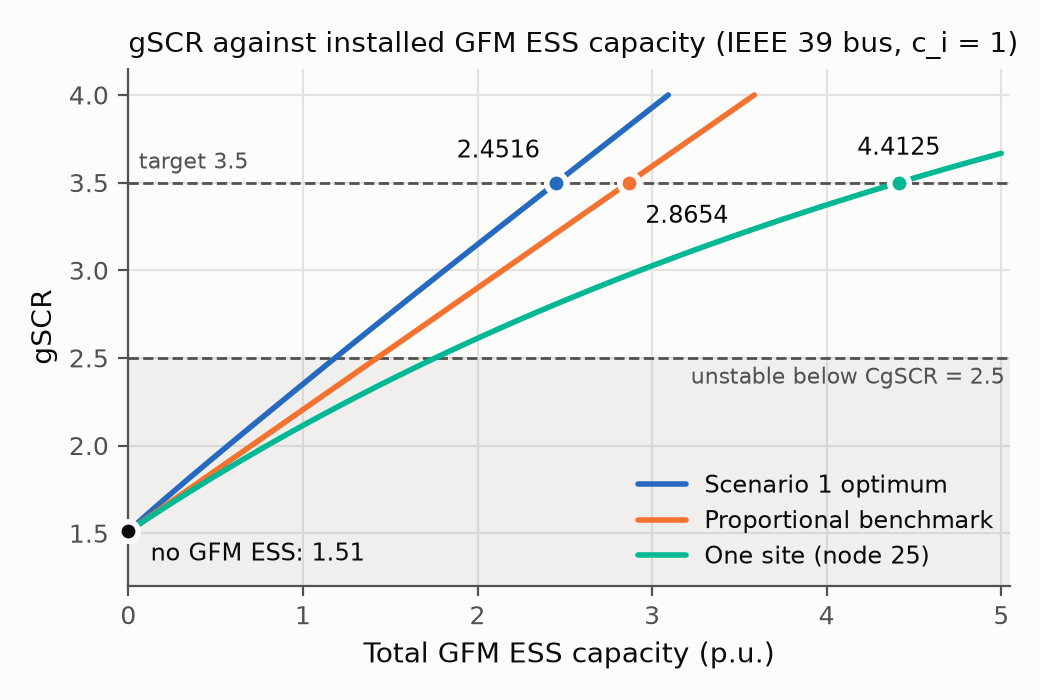 gSCR against installed GFM ESS capacity (IEEE 39 bus, c_i = 1)
4.0
3.5
3.0
2.5
2.0
1.5
gSCR
target 3.5
2.4516
2.8654
4.4125
unstable below CgSCR = 2.5
no GFM ESS: 1.51
Scenario 1 optimum
Proportional benchmark
One site (node 25)
0 1 2 3 4 5
Total GFM ESS capacity (p.u.)